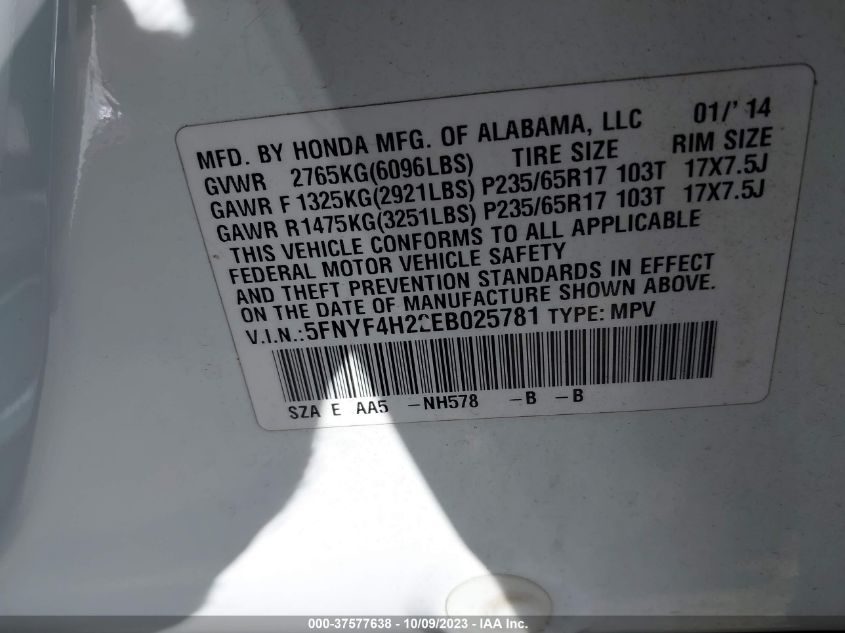 MFD. BY HONDA MFG. OF ALABAMA, LLC 01/'14
GVWR 2765KG(6096LBS) TIRE SIZE RIM SIZE
GAWR F 1325KG(2921LBS) P235/65R17 103T 17X7.5J
GAWR R1475KG(3251LBS) P235/65R17 103T 17X7.5J
THIS VEHICLE CONFORMS TO ALL APPLICABLE
FEDERAL MOTOR VEHICLE SAFETY
AND THEFT PREVENTION STANDARDS IN EFFECT
ON THE DATE OF MANUFACTURE SHOWN ABOVE.
V.I.N.:5FNYF4H22EB025781 TYPE: MPV
SZA E AA5 -NH578 -B -B
000-37577638 - 10/09/2023 - IAA Inc.